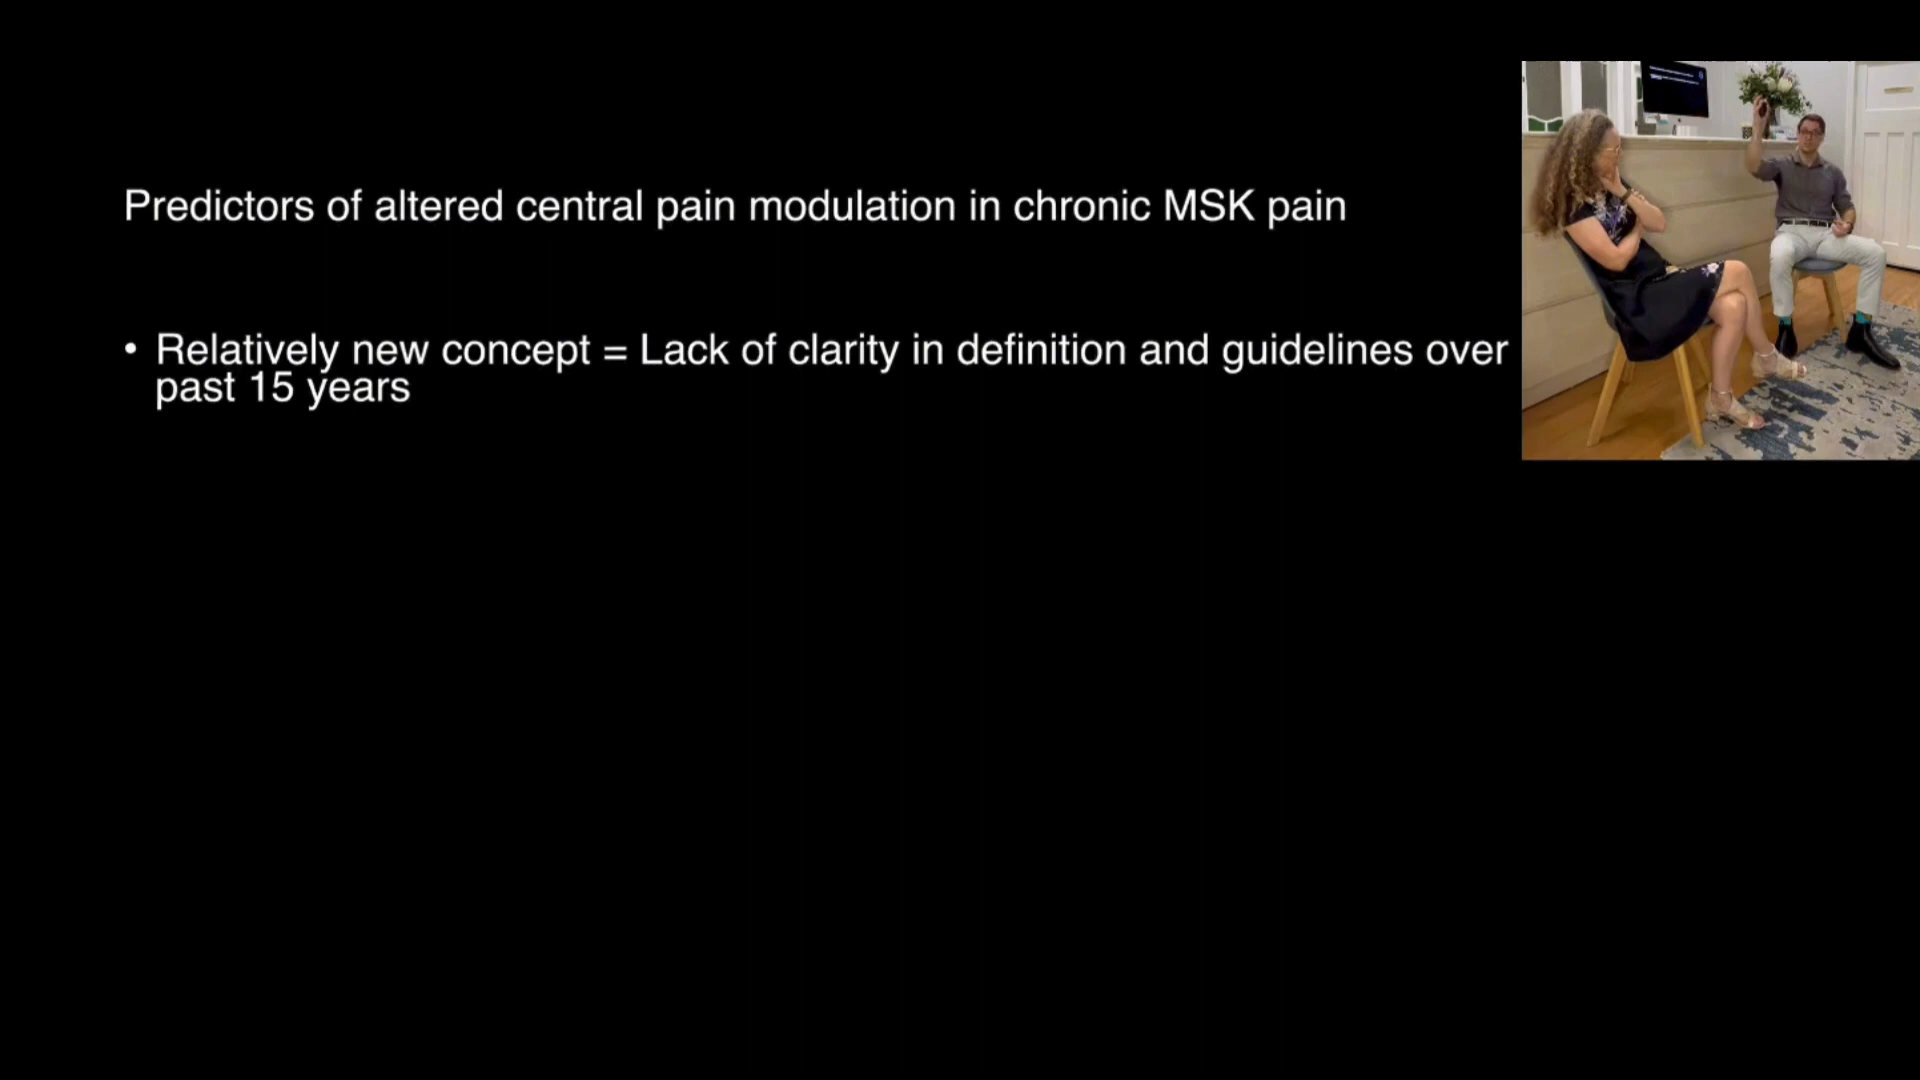 Predictors of altered central pain modulation in chronic MSK pain
• Relatively new concept = Lack of clarity in definition and guidelines over
past 15 years